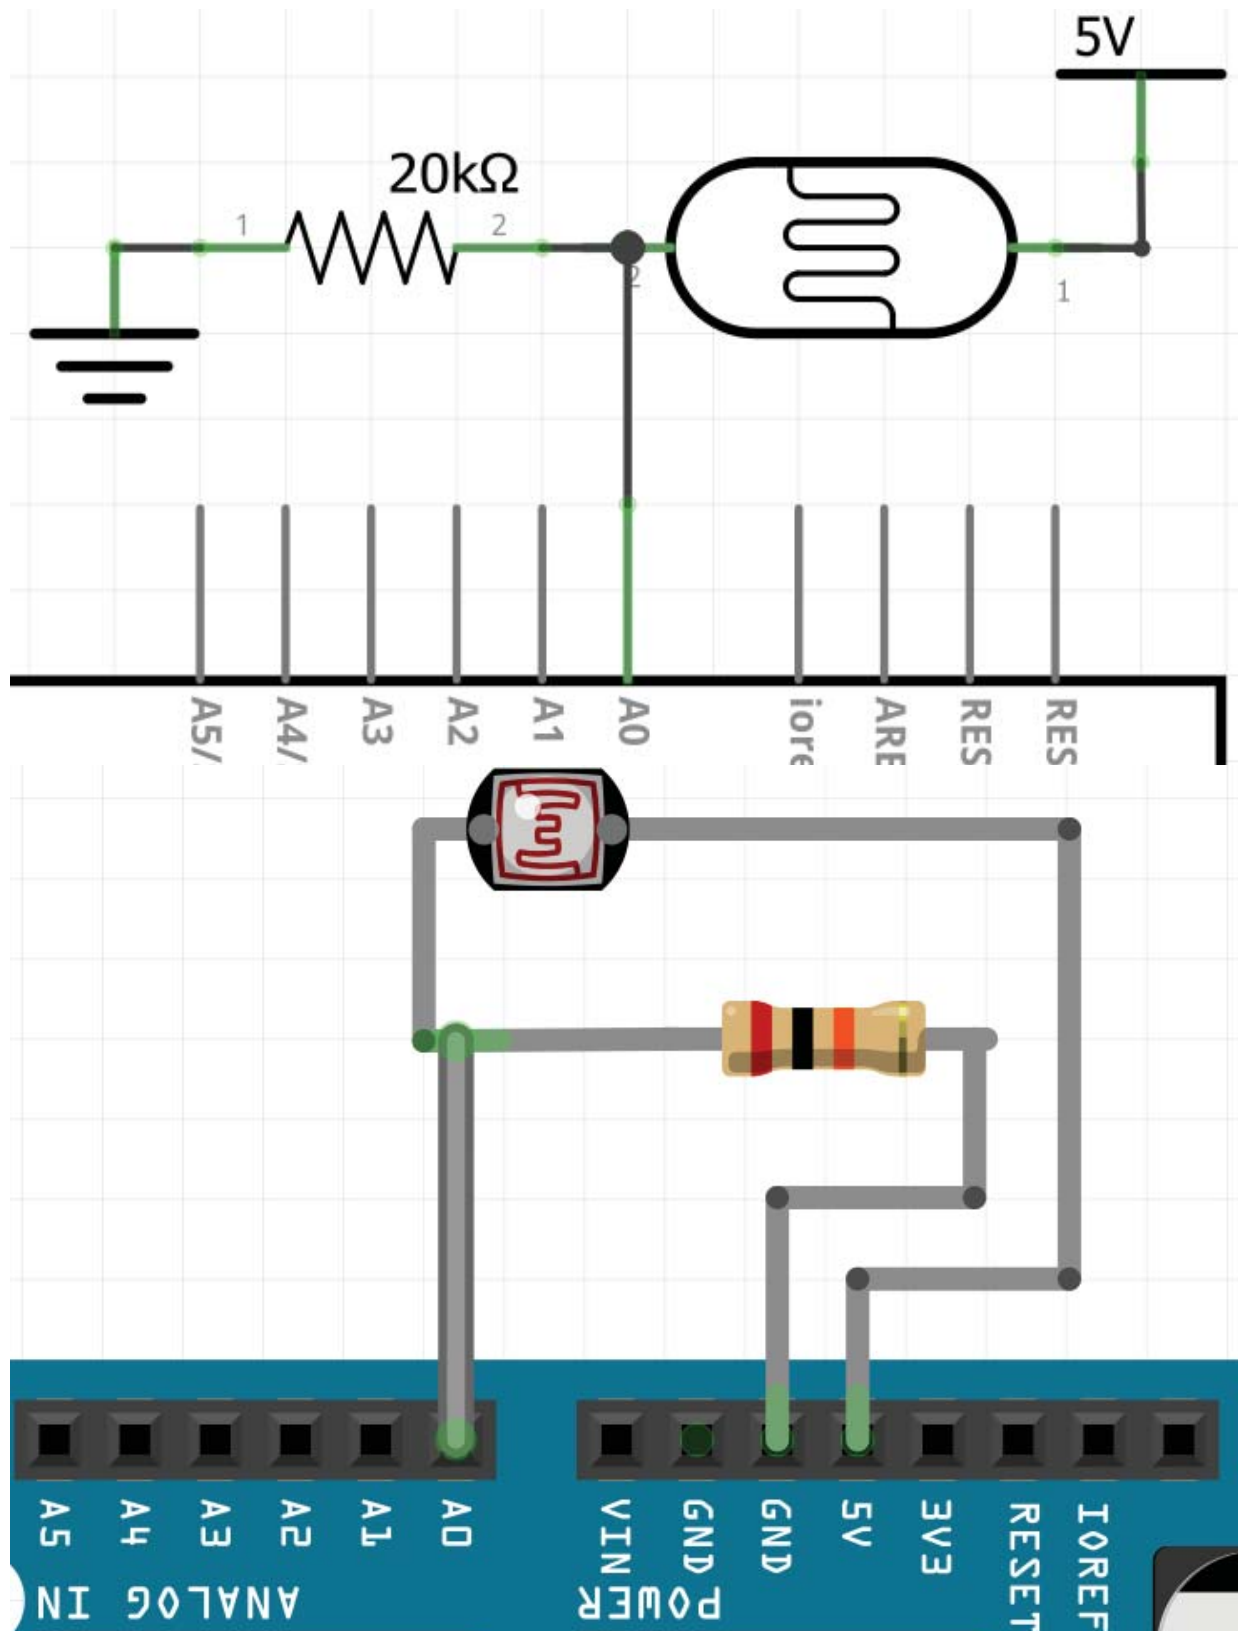 5V
20kΩ
1
2
2
1
A5/
A4/
A3
A2
A1
A0
iore
ARE
RES
RES
A5
A4
A3
A2
A1
A0
VIN
GND
GND
5V
3V3
RESET
IOREF
ANALOG IN
POWER